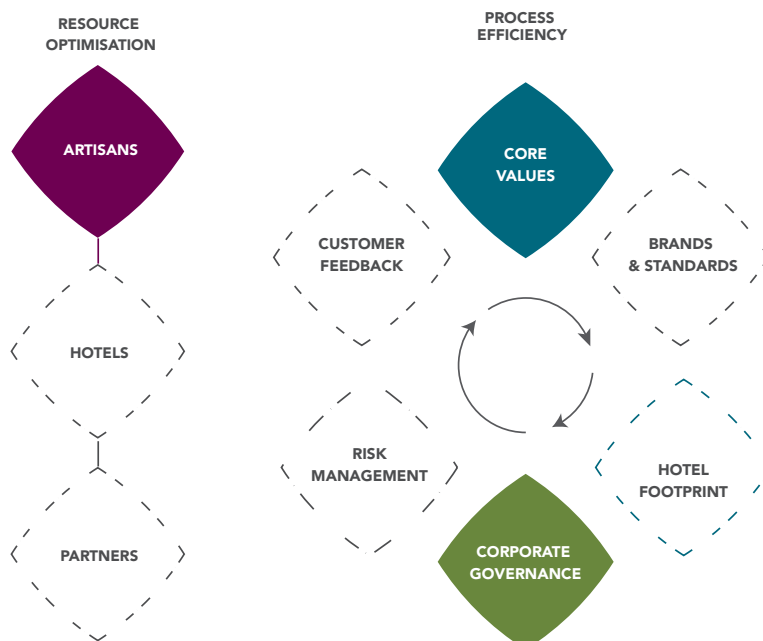 RESOURCE
OPTIMISATION
ARTISANS
HOTELS
PARTNERS
PROCESS
EFFICIENCY
CORE
VALUES
CUSTOMER
FEEDBACK
BRANDS
& STANDARDS
RISK
MANAGEMENT
HOTEL
FOOTPRINT
CORPORATE
GOVERNANCE